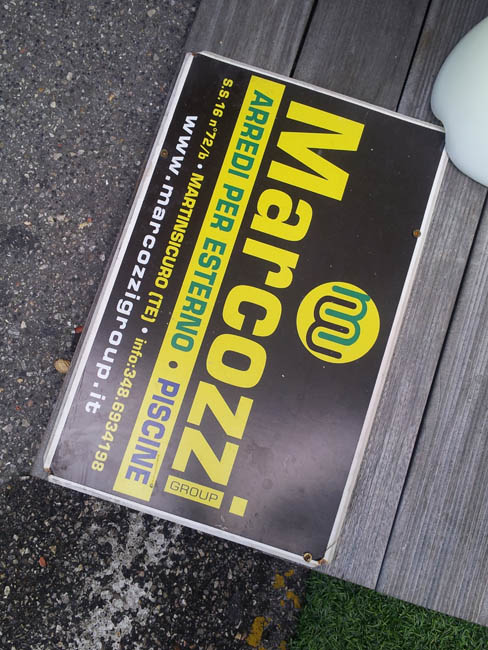 m
Marcozzi
GROUP
ARREDI PER ESTERNO • PISCINE
S.S.16 n°72/b • MARTINSICURO (TE) • info:348.6934198
www.marcozzigroup.it